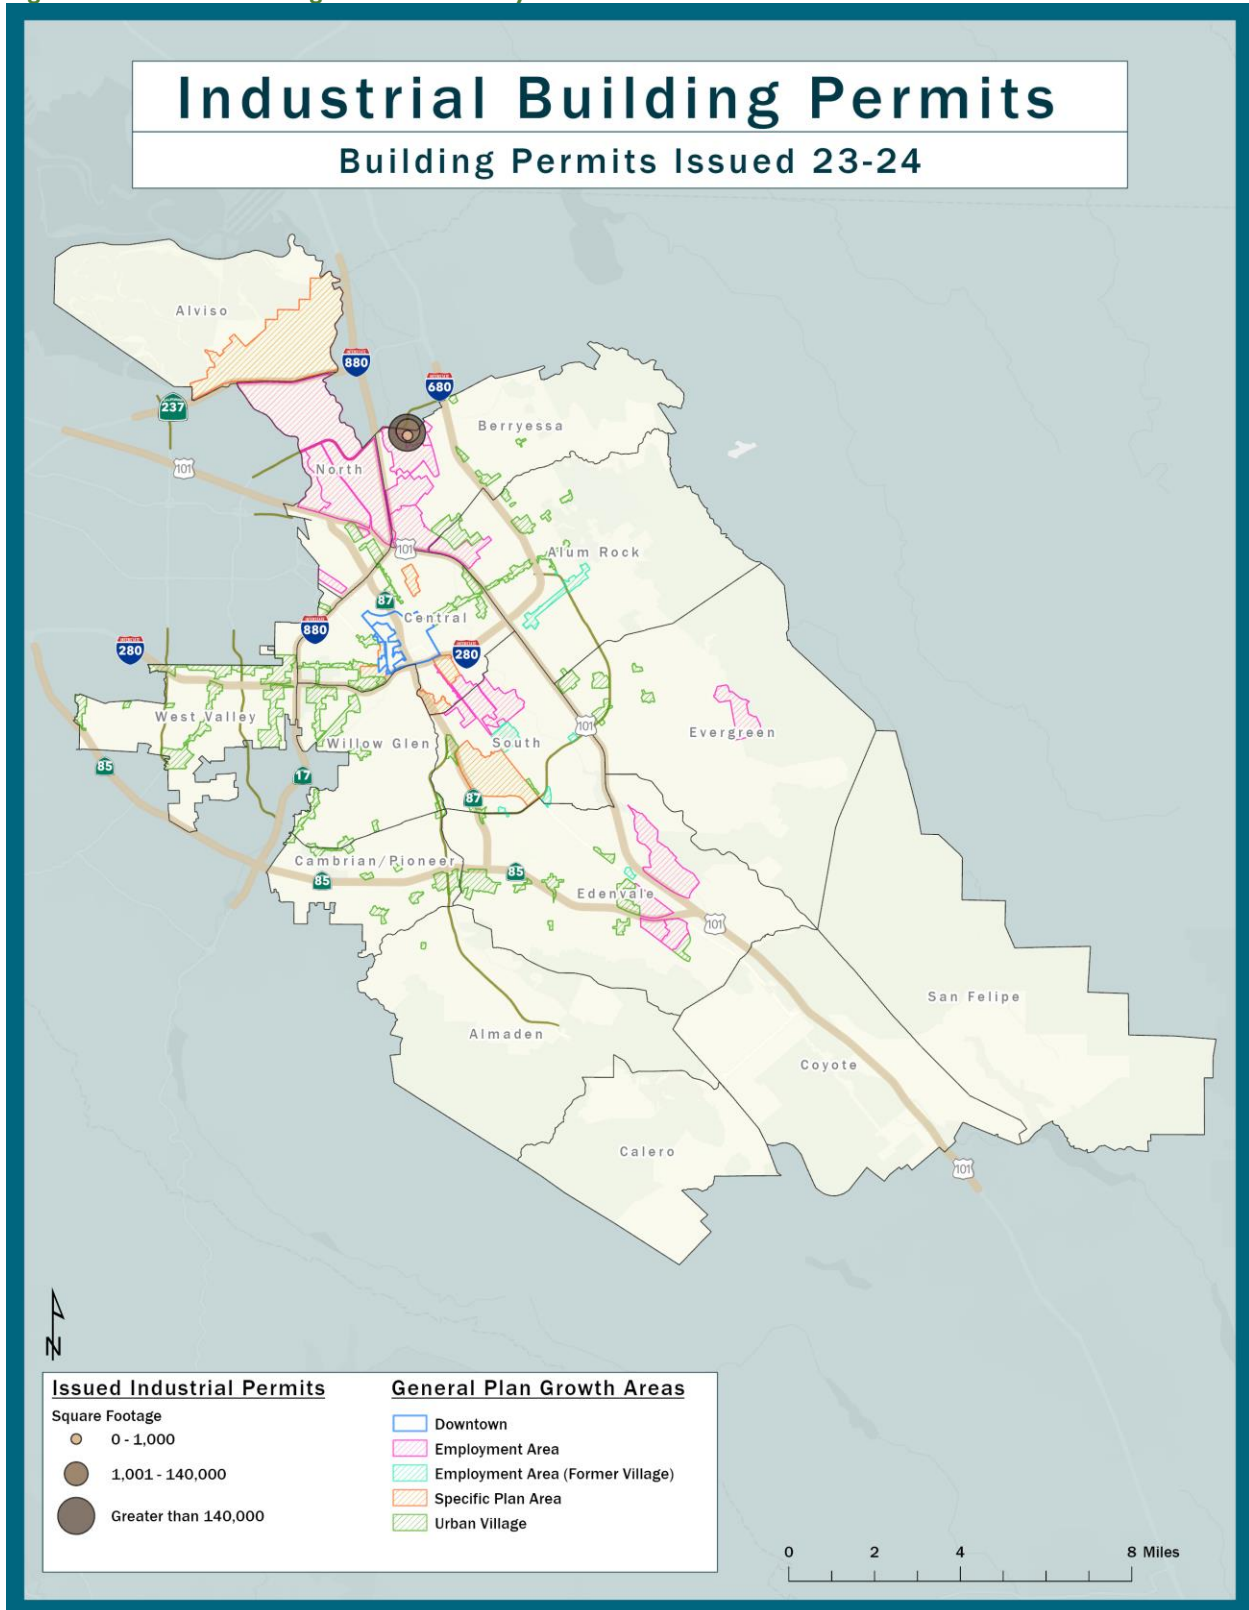 Industrial Building Permits
Building Permits Issued 23-24
Alviso
880
680
237
Berryessa
101
North
101
Alum Rock
87
Central
880
280
280
West Valley
Willow Glen
South
101
Evergreen
85
17
87
Cambrian/Pioneer
85
85
Edenvale
101
San Felipe
Almaden
Coyote
Calero
101
N
Issued Industrial Permits
General Plan Growth Areas
Square Footage
0 - 1,000
1,001 - 140,000
Greater than 140,000
Downtown
Employment Area
Employment Area (Former Village)
Specific Plan Area
Urban Village
0 2 4 8 Miles